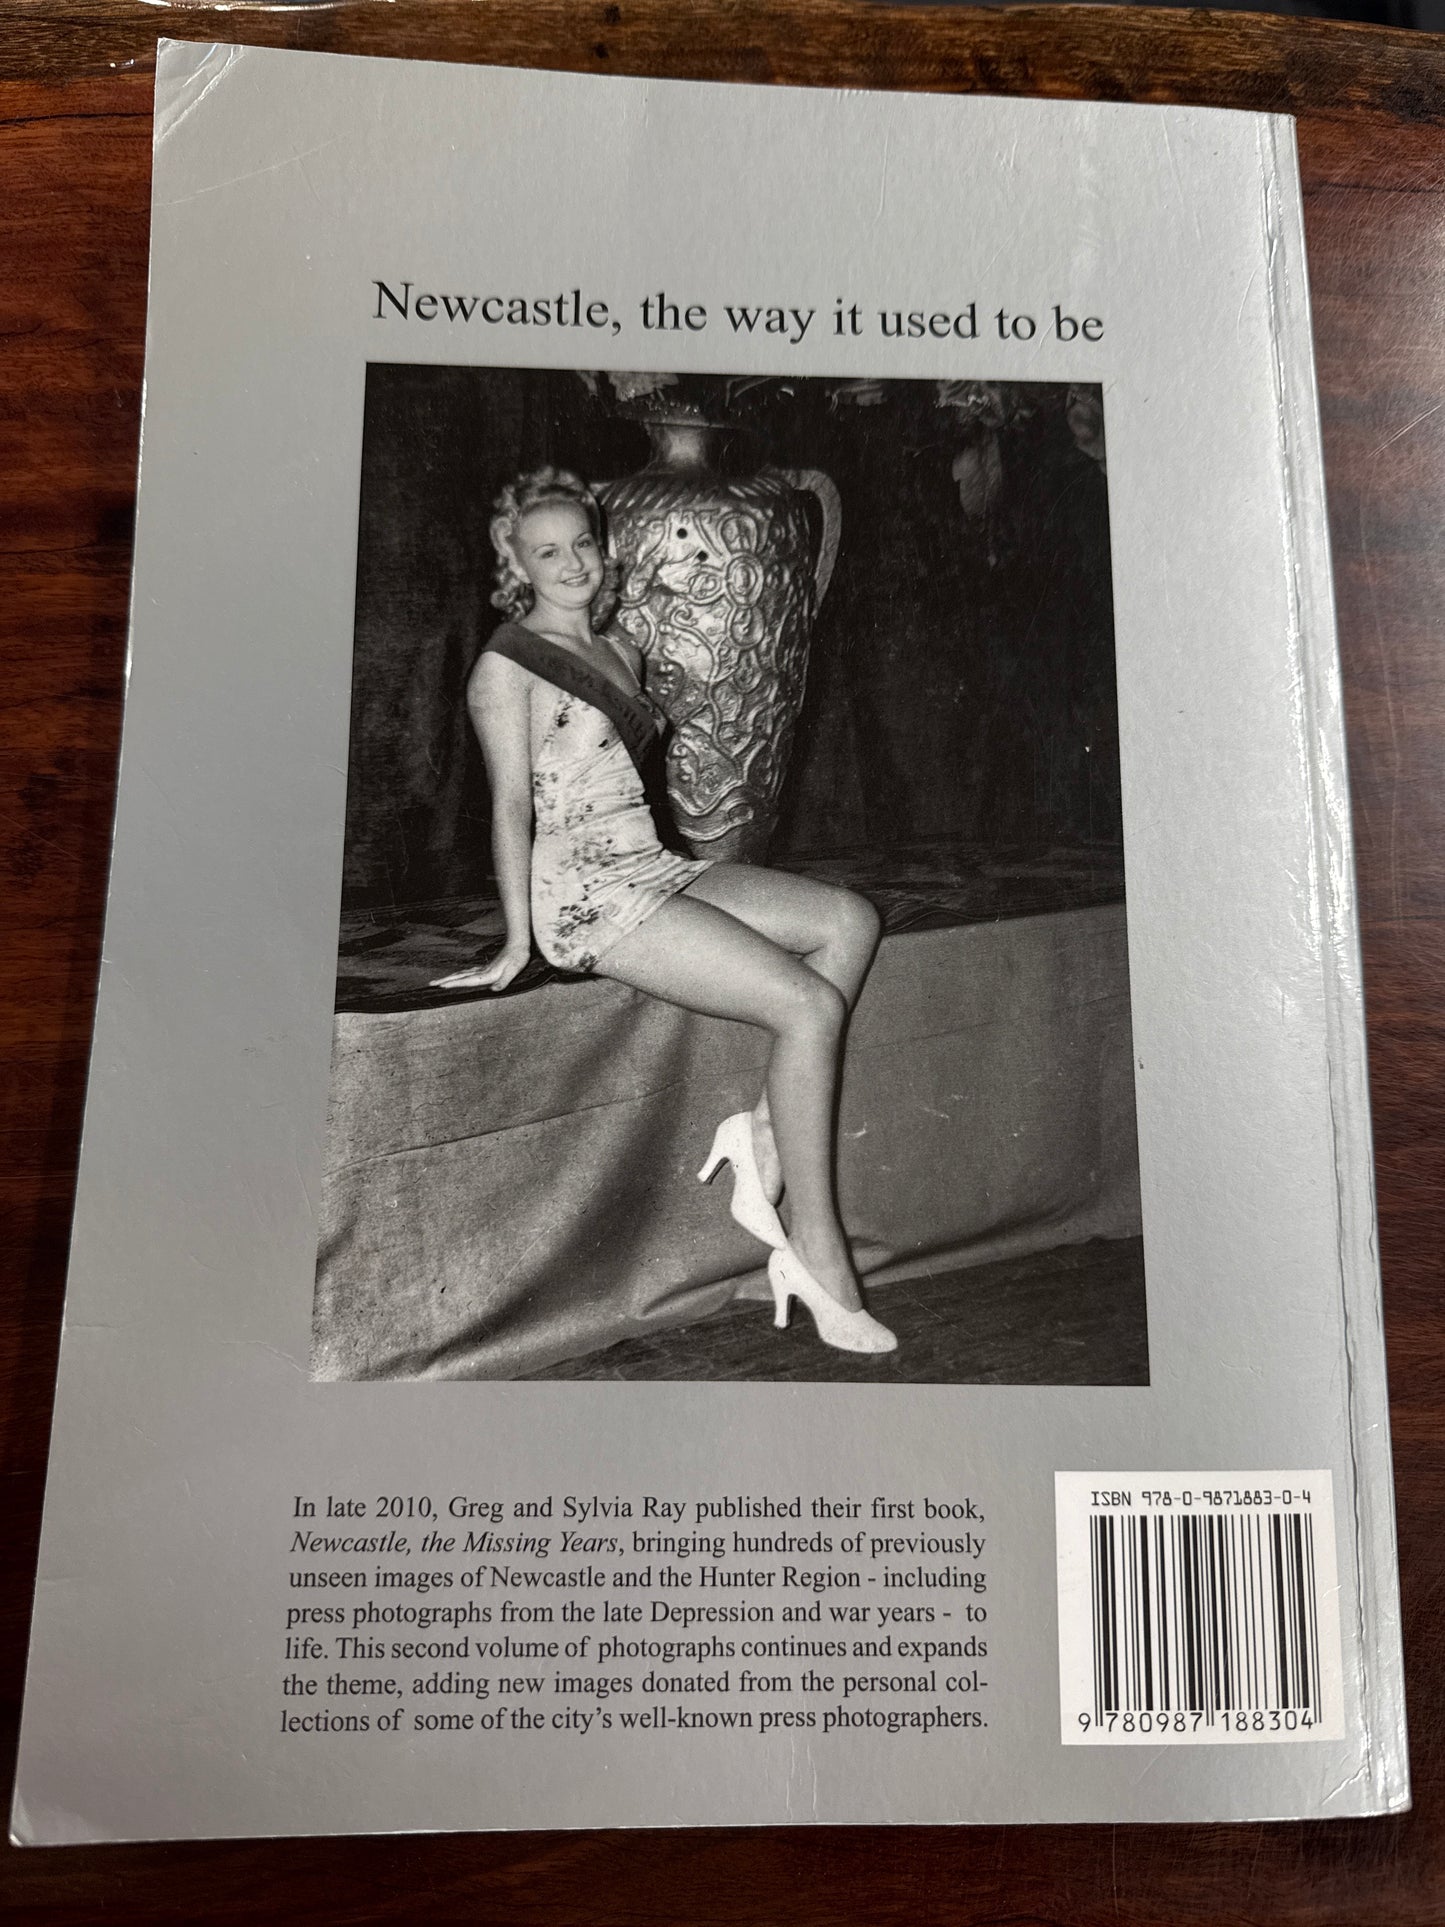 Newcastle, the way it used to be
In late 2010, Greg and Sylvia Ray published their first book,
Newcastle, the Missing Years, bringing hundreds of previously
unseen images of Newcastle and the Hunter Region - including
press photographs from the late Depression and war years - to
life. This second volume of photographs continues and expands
the theme, adding new images donated from the personal col-
lections of some of the city's well-known press photographers.
ISBN 978-0-9871883-0-4
9 780987 188304